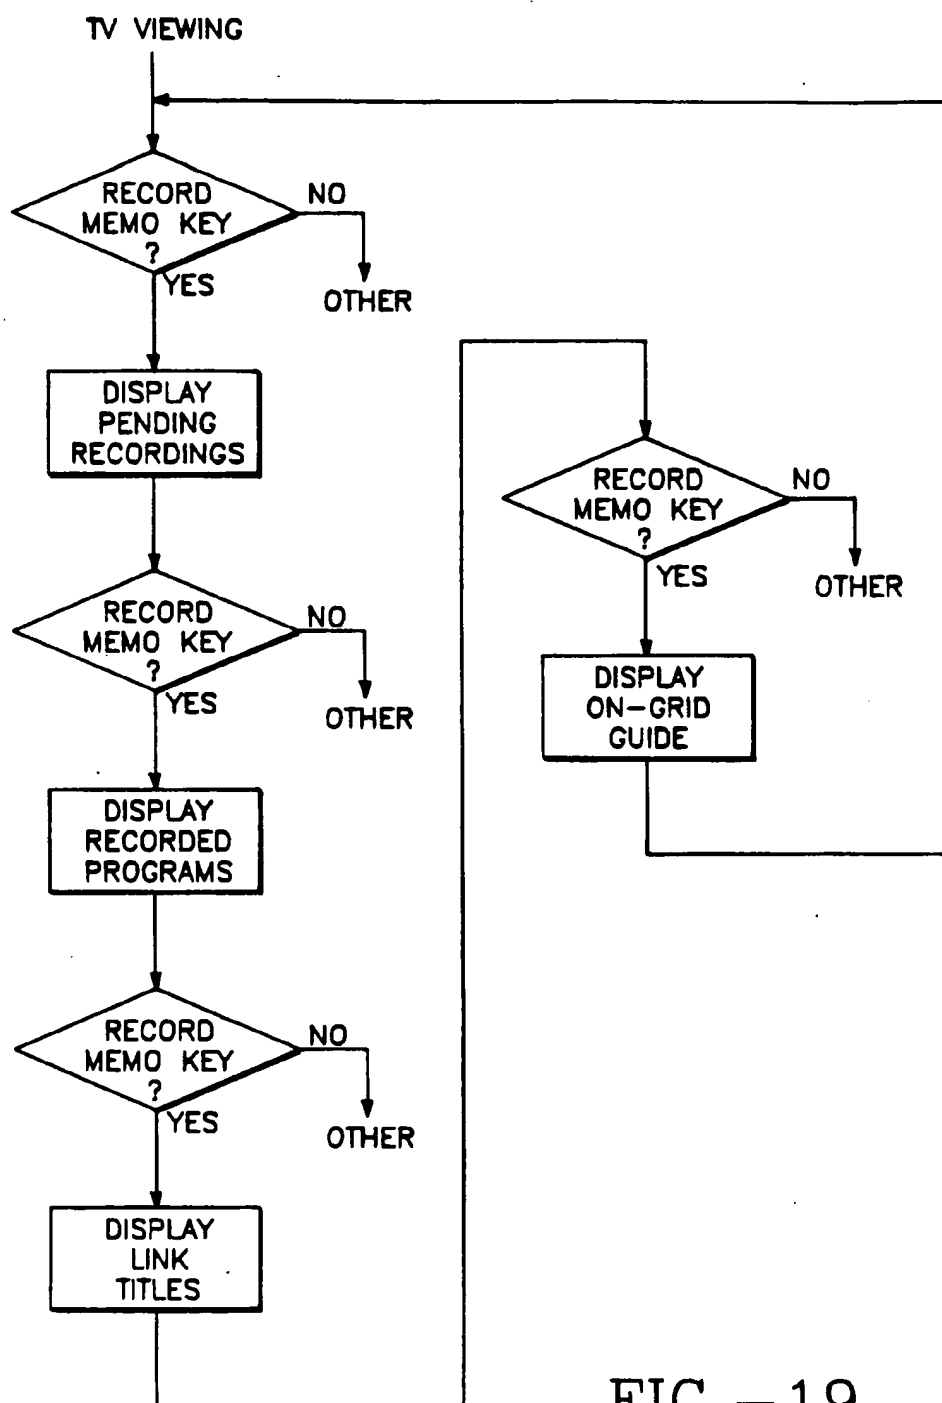 TV VIEWING
RECORD
MEMO KEY
?
NO
YES
OTHER
DISPLAY
PENDING
RECORDINGS
RECORD
MEMO KEY
?
NO
YES
OTHER
DISPLAY
RECORDED
PROGRAMS
RECORD
MEMO KEY
?
NO
YES
OTHER
DISPLAY
LINK
TITLES
RECORD
MEMO KEY
?
NO
YES
OTHER
DISPLAY
ON-GRID
GUIDE
FIG.-19